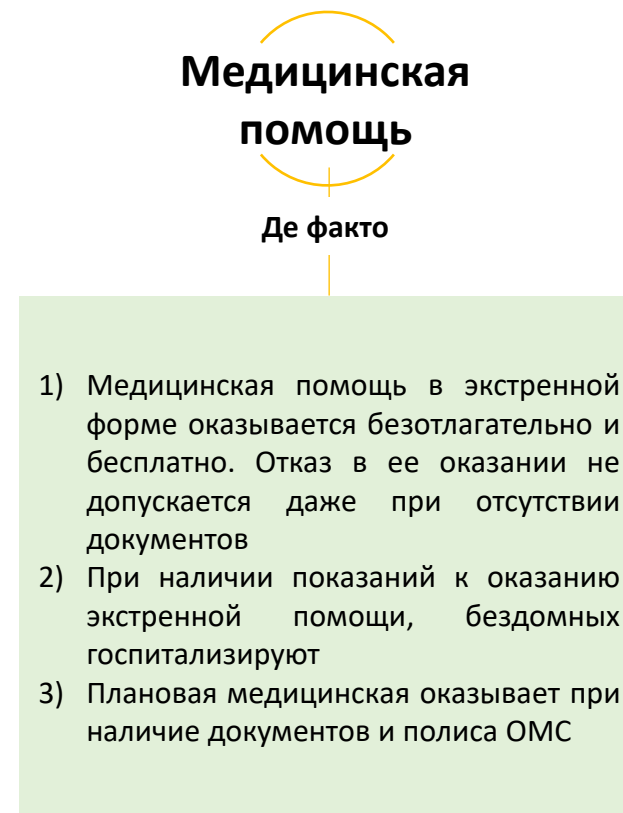 Медицинская
помощь
Де факто
1) Медицинская помощь в экстренной
форме оказывается безотлагательно и
бесплатно. Отказ в ее оказании не
допускается даже при отсутствии
документов
2) При наличии показаний к оказанию
экстренной помощи, бездомных
госпитализируют
3) Плановая медицинская оказывает при
наличие документов и полиса ОМС